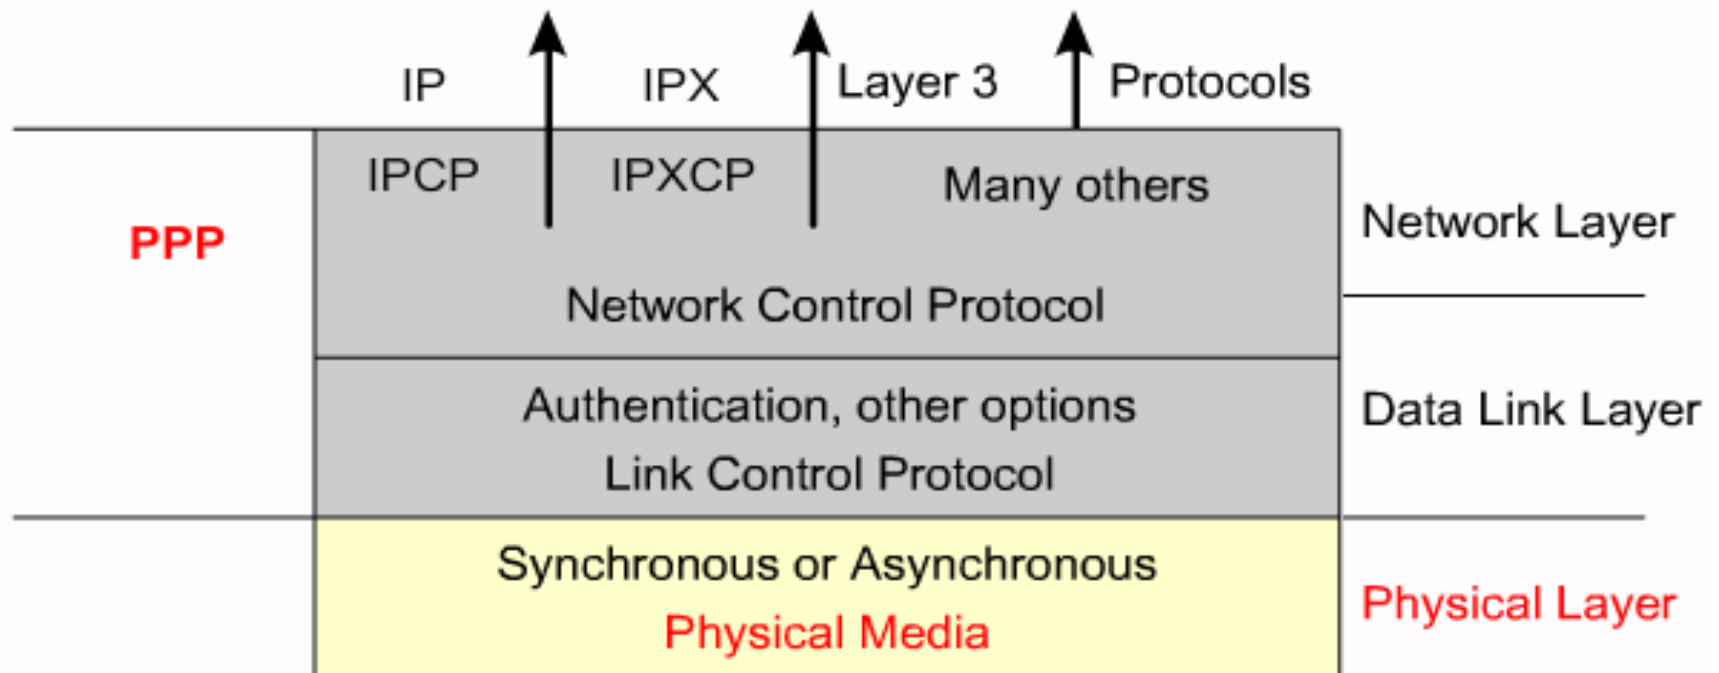 IP IPX Layer 3 Protocols
IPCP IPXCP Many others
PPP
Network Layer
Network Control Protocol
Authentication, other options
Data Link Layer
Link Control Protocol
Synchronous or Asynchronous
Physical Layer
Physical Media